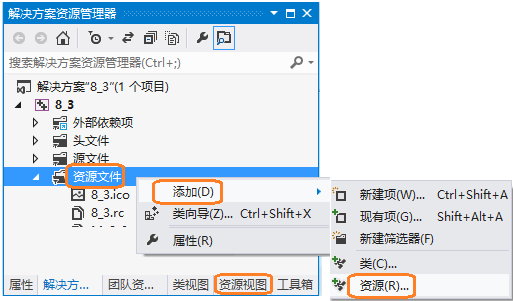 解决方案资源管理器
搜索解决方案资源管理器(Ctrl+;)
解决方案"8_3"(1 个项目)
8_3
外部依赖项
头文件
源文件
资源文件
8_3.ico
8_3.rc
添加(D)
类向导(Z)... Ctrl+Shift+X
属性(R)
新建项(W)... Ctrl+Shift+A
现有项(G)... Shift+Alt+A
新建筛选器(F)
类(C)...
资源(R)...
解决方... 团队资... 类视图 资源视图 工具箱
属性